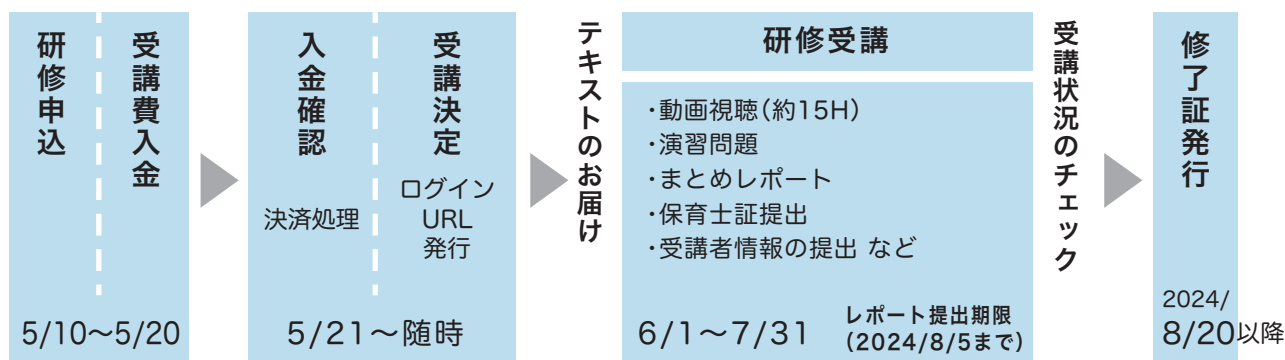 研修申込
受講費入金
5/10〜5/20
入金確認
決済処理
受講決定
ログイン
URL
発行
5/21〜随時
テキストのお届け
研修受講
・動画視聴(約15H)
・演習問題
・まとめレポート
・保育士証提出
・受講者情報の提出 など
6/1〜7/31
レポート提出期限
(2024/8/5まで)
受講状況のチェック
修了証発行
2024/
8/20以降